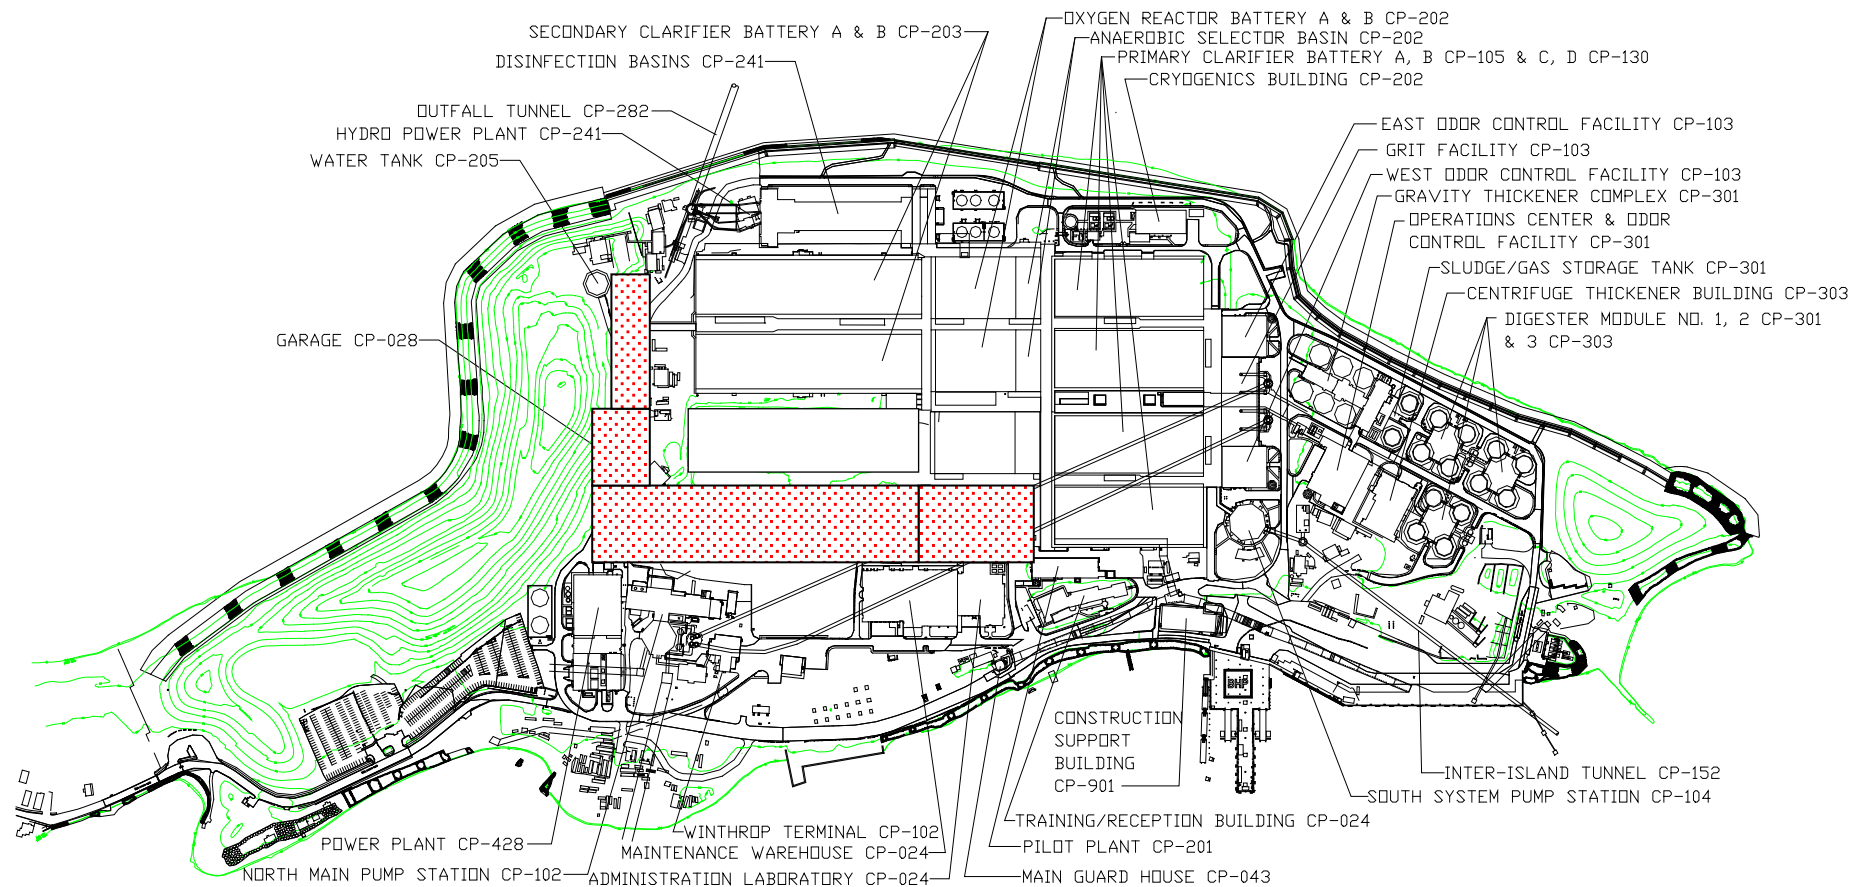 OXYGEN REACTOR BATTERY A & B CP-202
SECONDARY CLARIFIER BATTERY A & B CP-203
ANAEROBIC SELECTOR BASIN CP-202
DISINFECTION BASINS CP-241
PRIMARY CLARIFIER BATTERY A, B CP-105 & C, D CP-130
CRYOGENICS BUILDING CP-202
OUTFALL TUNNEL CP-282
HYDRO POWER PLANT CP-241
WATER TANK CP-205
EAST ODOR CONTROL FACILITY CP-103
GRIT FACILITY CP-103
WEST ODOR CONTROL FACILITY CP-103
GRAVITY THICKENER COMPLEX CP-301
OPERATIONS CENTER & ODOR
CONTROL FACILITY CP-301
SLUDGE/GAS STORAGE TANK CP-301
CENTRIFUGE THICKENER BUILDING CP-303
DIGESTER MODULE NO. 1, 2 CP-301
& 3 CP-303
GARAGE CP-028
CONSTRUCTION
SUPPORT
BUILDING
CP-901
INTER-ISLAND TUNNEL CP-152
SOUTH SYSTEM PUMP STATION CP-104
TRAINING/RECEPTION BUILDING CP-024
WINTHROP TERMINAL CP-102
POWER PLANT CP-428
MAINTENANCE WAREHOUSE CP-024
PILOT PLANT CP-201
NORTH MAIN PUMP STATION CP-102
ADMINISTRATION LABORATORY CP-024
MAIN GUARD HOUSE CP-043